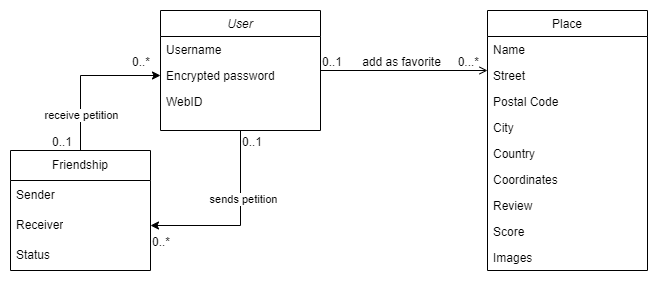 User
Username
Encrypted password
WebID
Place
Name
Street
Postal Code
City
Country
Coordinates
Review
Score
Images
0..1
add as favorite
0...*
0..*
receive petition
0..1
Friendship
Sender
Receiver
Status
0..1
sends petition
0..*